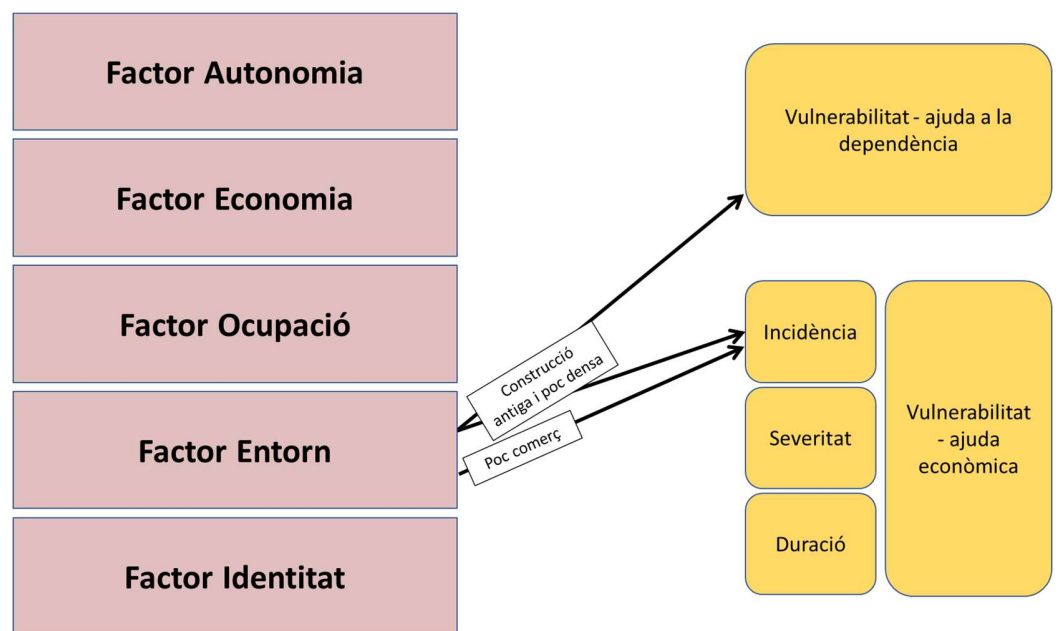 Factor Autonomia
Factor Economia
Factor Ocupació
Factor Entorn
Factor Identitat
Construcció
antiga i poc densa
Poc comerç
Vulnerabilitat - ajuda a la
dependència
Incidència
Severitat
Duració
Vulnerabilitat
- ajuda
econòmica